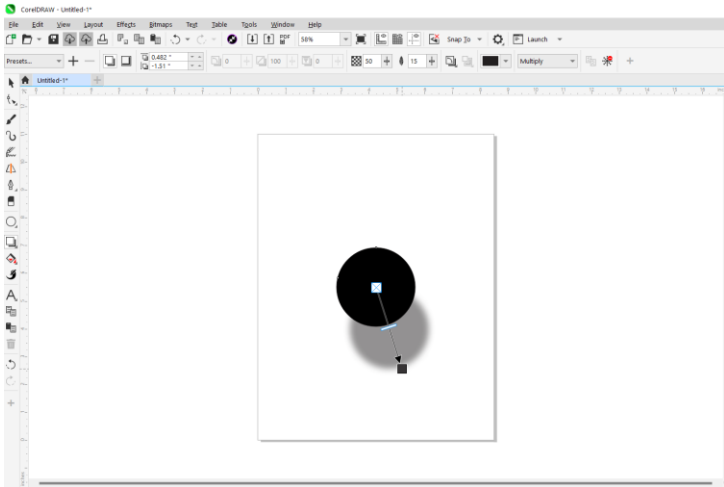 CorelDRAW - Untitled-1*
File Edit View Layout Effects Bitmaps Text Table Tools Window Help
PDF 50% Snap To Launch
Presets... 0.482 " -1.51 " 0 100 0 50 15 Multiply
Untitled-1*